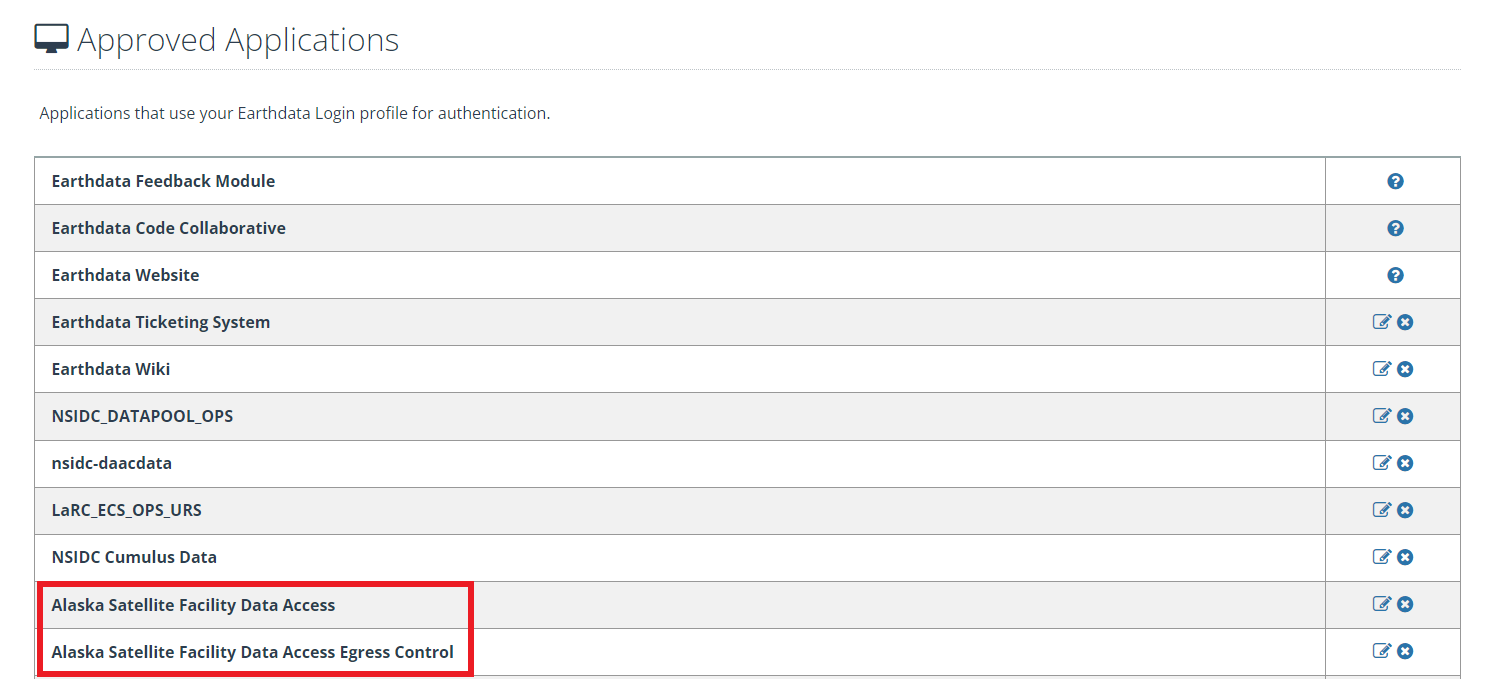 Approved Applications
Applications that use your Earthdata Login profile for authentication.
Earthdata Feedback Module
Earthdata Code Collaborative
Earthdata Website
Earthdata Ticketing System
Earthdata Wiki
NSIDC_DATAPOOL_OPS
nsidc-daacdata
LaRC_ECS_OPS_URS
NSIDC Cumulus Data
Alaska Satellite Facility Data Access
Alaska Satellite Facility Data Access Egress Control